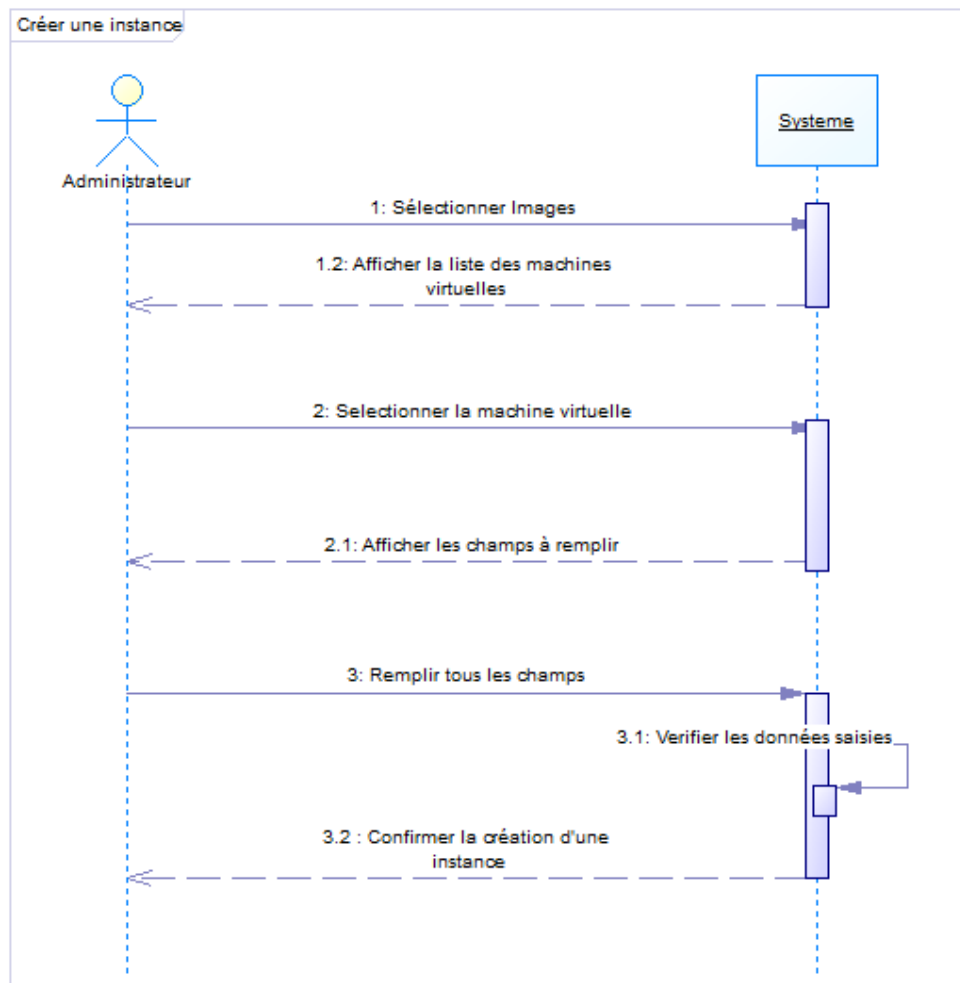 Créer une instance
Systeme
Administrateur
1: Sélectionner Images
1.2: Afficher la liste des machines
virtuelles
2: Selectionner la machine virtuelle
2.1: Afficher les champs à remplir
3: Remplir tous les champs
3.1: Verifier les données saisies
3.2 : Confirmer la création d'une
instance